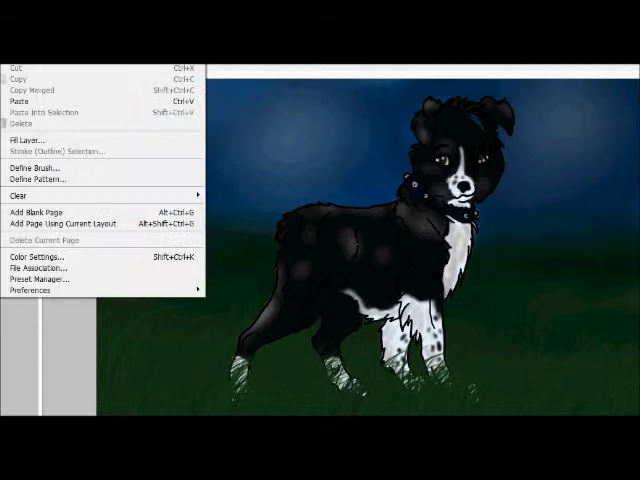 Cut Ctrl+X
Copy Ctrl+C
Copy Merged Shift+Ctrl+C
Paste Ctrl+V
Paste Into Selection Shift+Ctrl+V
Delete
Fill Layer...
Stroke (Outline) Selection...
Define Brush...
Define Pattern...
Clear
Add Blank Page Alt+Ctrl+G
Add Page Using Current Layout Alt+Shift+Ctrl+G
Delete Current Page
Color Settings... Shift+Ctrl+K
File Association...
Preset Manager...
Preferences